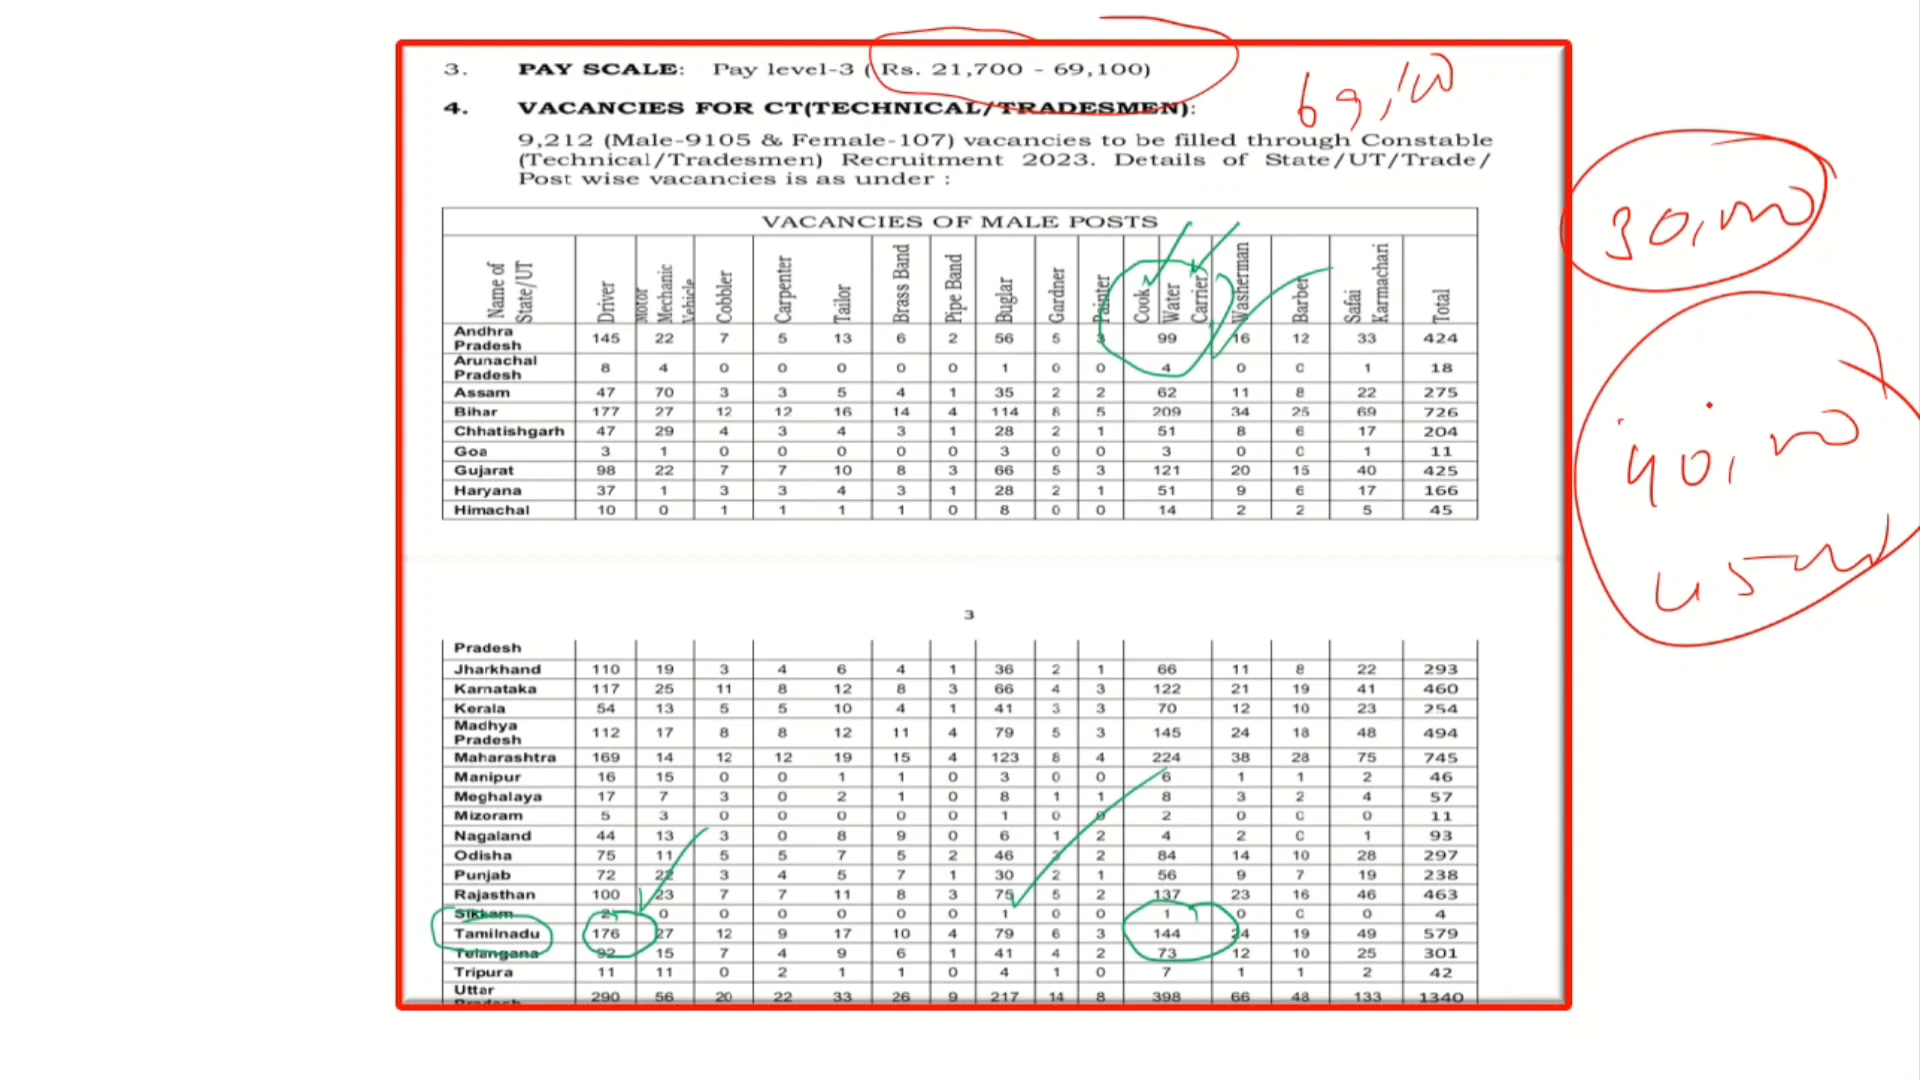 3. PAY SCALE: Pay level-3 ( Rs. 21,700 - 69,100)
69,100
4. VACANCIES FOR CT(TECHNICAL/TRADESMEN):
9,212 (Male-9105 & Female-107) vacancies to be filled through Constable
(Technical/Tradesmen) Recruitment 2023. Details of State/UT/Trade/
Post wise vacancies is as under :
30,000
40,000
VACANCIES OF MALE POSTS
Name of State/UT Driver Motor Mechanic Vehicle Cobbler Carpenter Tailor Brass Band Pipe Band Buglar Gardner Painter Cook Water Carrier Washerman Barber Safai Karmachari Total
Andhra Pradesh 145 22 7 5 13 6 2 56 5 3 99 16 12 33 424
Arunachal Pradesh 8 4 0 0 0 0 0 1 0 0 4 0 0 1 18
Assam 47 70 3 3 5 4 1 35 2 2 62 11 8 22 275
Bihar 177 27 12 12 16 14 4 114 8 5 209 34 25 69 726
Chhatishgarh 47 29 4 3 4 3 1 28 2 1 51 8 6 17 204
Goa 3 1 0 0 0 0 0 3 0 0 3 0 0 1 11
Gujarat 98 22 7 7 10 8 3 66 5 3 121 20 15 40 425
Haryana 37 1 3 3 4 3 1 28 2 1 51 9 6 17 166
Himachal 10 0 1 1 1 1 0 8 0 0 14 2 2 5 45
3
Pradesh
Jharkhand 110 19 3 4 6 4 1 36 2 1 66 11 8 22 293
Karnataka 117 25 11 8 12 8 3 66 4 3 122 21 19 41 460
Kerala 54 13 5 5 10 4 1 41 3 3 70 12 10 23 254
Madhya Pradesh 112 17 8 8 12 11 4 79 5 3 145 24 18 48 494
Maharashtra 169 14 12 12 19 15 4 123 8 4 224 38 28 75 745
Manipur 16 15 0 0 1 1 0 3 0 0 6 1 1 2 46
Meghalaya 17 7 3 0 2 1 0 8 1 1 8 3 2 4 57
Mizoram 5 3 0 0 0 0 0 1 0 0 2 0 0 0 11
Nagaland 44 13 3 0 8 9 0 6 1 2 4 2 0 1 93
Odisha 75 11 5 5 7 5 2 46 3 2 84 14 10 28 297
Punjab 72 22 3 4 5 7 1 30 2 1 56 9 7 19 238
Rajasthan 100 23 7 7 11 8 3 75 5 2 137 23 16 46 463
Sikkam 2 0 0 0 0 0 0 1 0 0 1 0 0 0 4
Tamilnadu 176 27 12 9 17 10 4 79 6 3 144 24 19 49 579
Telangana 92 15 7 4 9 6 1 41 4 2 73 12 10 25 301
Tripura 11 11 0 2 1 1 0 4 1 0 7 1 1 2 42
Uttar Pradesh 290 56 20 22 33 26 9 217 14 8 398 66 48 133 1340